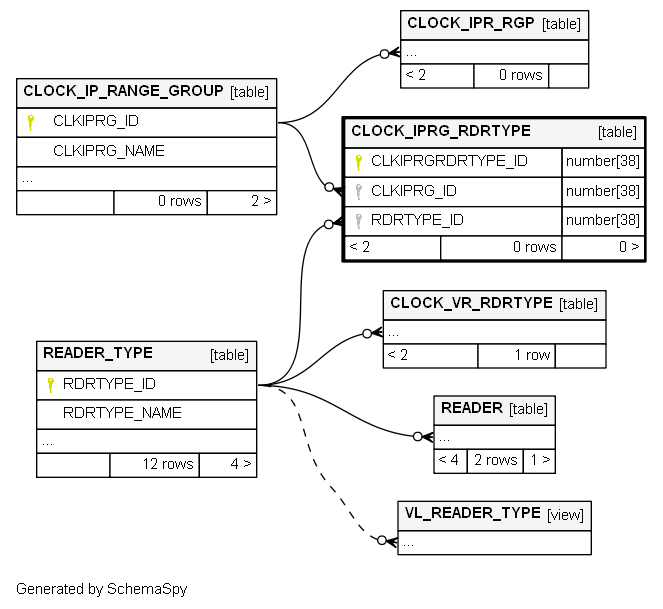 CLOCK_IPR_RGP [table]
...
< 2 0 rows
CLOCK_IP_RANGE_GROUP [table]
CLKIPRG_ID
CLKIPRG_NAME
...
0 rows 2 >
CLOCK_IPRG_RDRTYPE [table]
CLKIPRGRDRTYPE_ID number[38]
CLKIPRG_ID number[38]
RDRTYPE_ID number[38]
< 2 0 rows 0 >
CLOCK_VR_RDRTYPE [table]
...
< 2 1 row
READER_TYPE [table]
RDRTYPE_ID
RDRTYPE_NAME
...
12 rows 4 >
READER [table]
...
< 4 2 rows 1 >
VL_READER_TYPE [view]
...
Generated by SchemaSpy